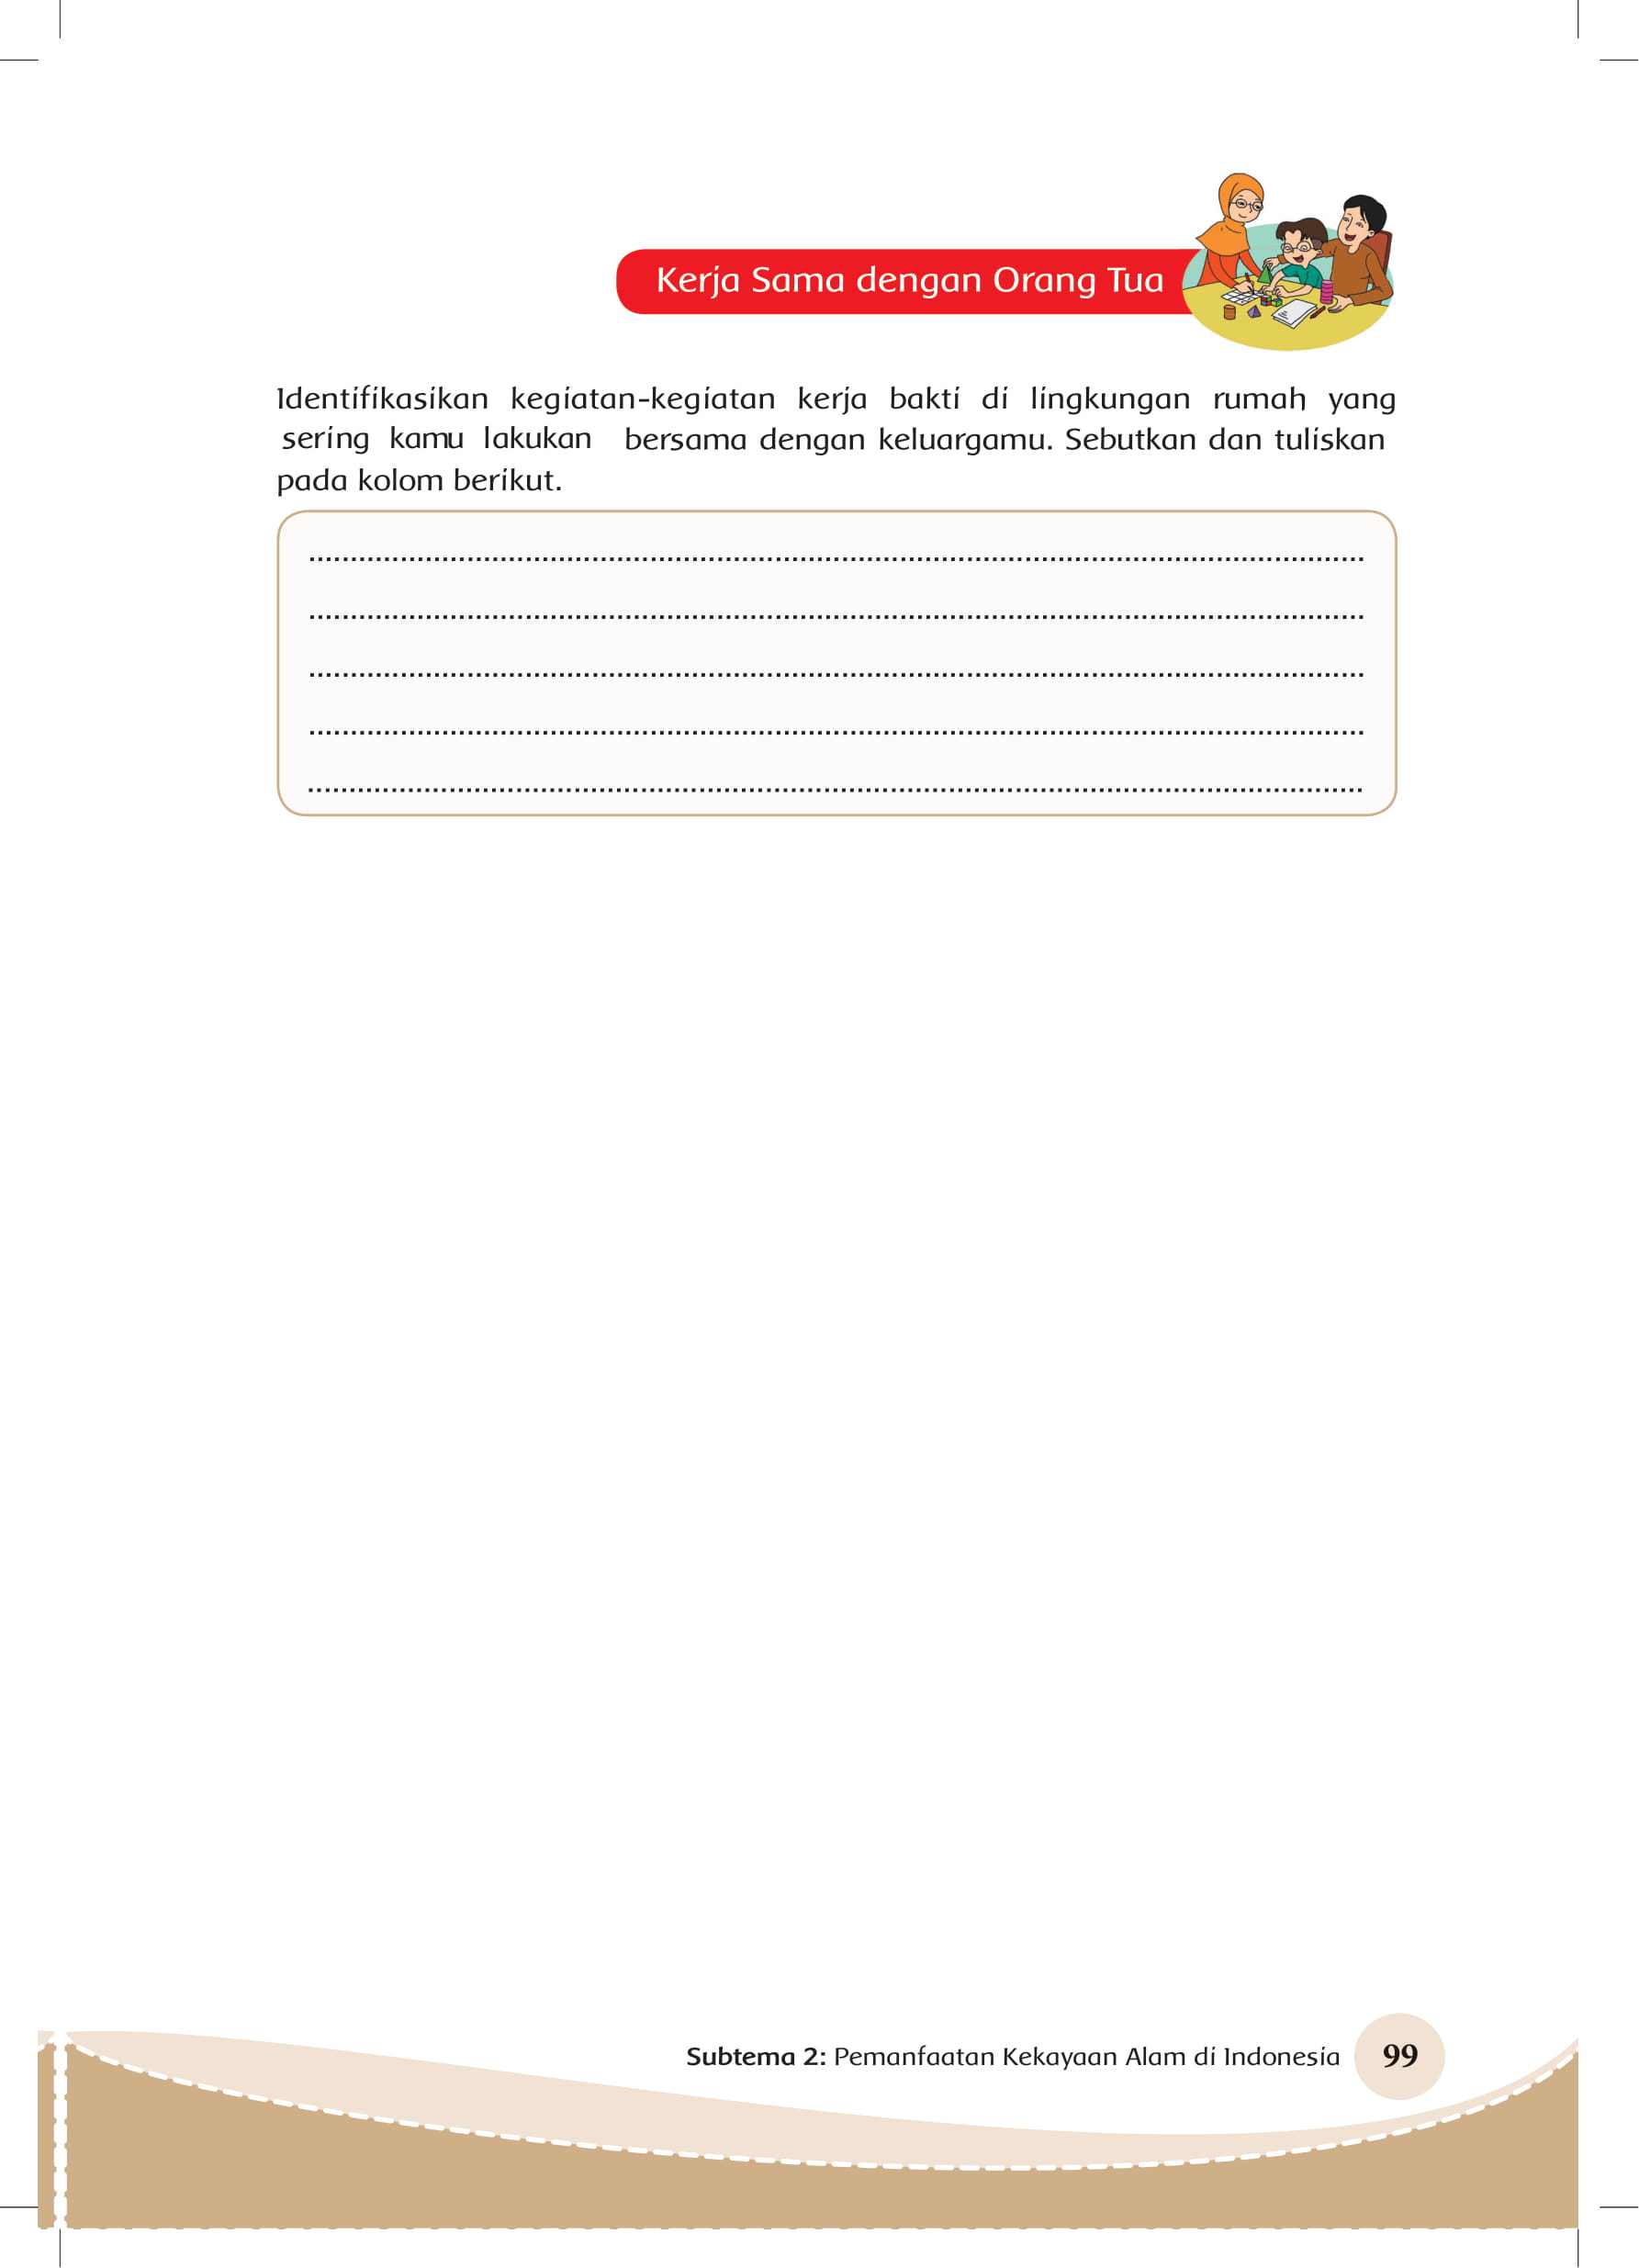 Kerja Sama dengan Orang Tua
Identifikasikan kegiatan-kegiatan kerja bakti di lingkungan rumah yang
sering kamu lakukan bersama dengan keluargamu. Sebutkan dan tuliskan
pada kolom berikut.
Subtema 2: Pemanfaatan Kekayaan Alam di Indonesia 99